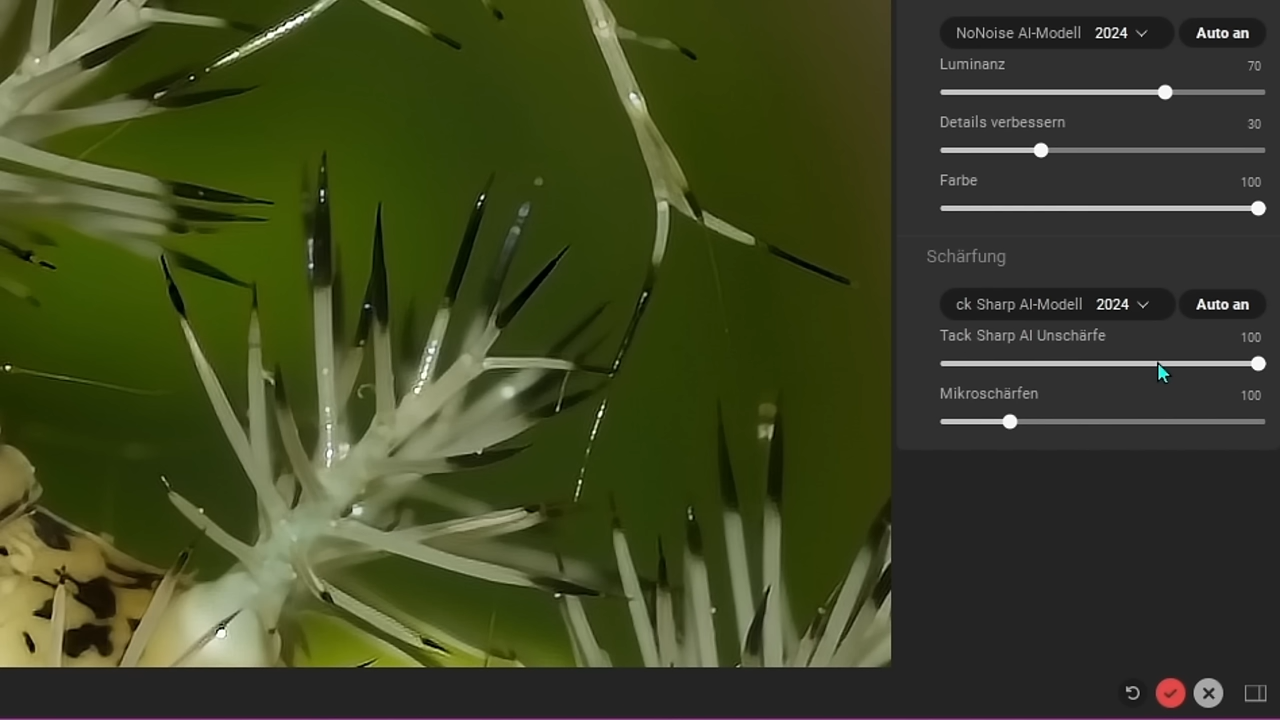 NoNoise AI-Modell 2024 Auto an
Luminanz 70
Details verbessern 30
Farbe 100
Schärfung
ck Sharp AI-Modell 2024 Auto an
Tack Sharp AI Unschärfe 100
Mikroschärfen 100